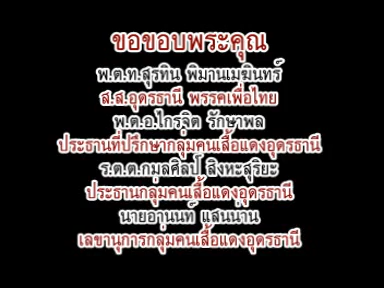 ขอขอบพระคุณ
พ.ต.ท.สุรทิน พิมานเมฆินทร์
ส.ส.อุดรธานี พรรคเพื่อไทย
พ.ต.อ.ไกรจิต รักษาพล
ประธานที่ปรึกษากลุ่มคนเสื้อแดงอุดรธานี
ร.ต.ต.กมลศิลป์ สิงหะสุริยะ
ประธานกลุ่มคนเสื้อแดงอุดรธานี
นายอานนท์ แสนน่าน
เลขานุการกลุ่มคนเสื้อแดงอุดรธานี